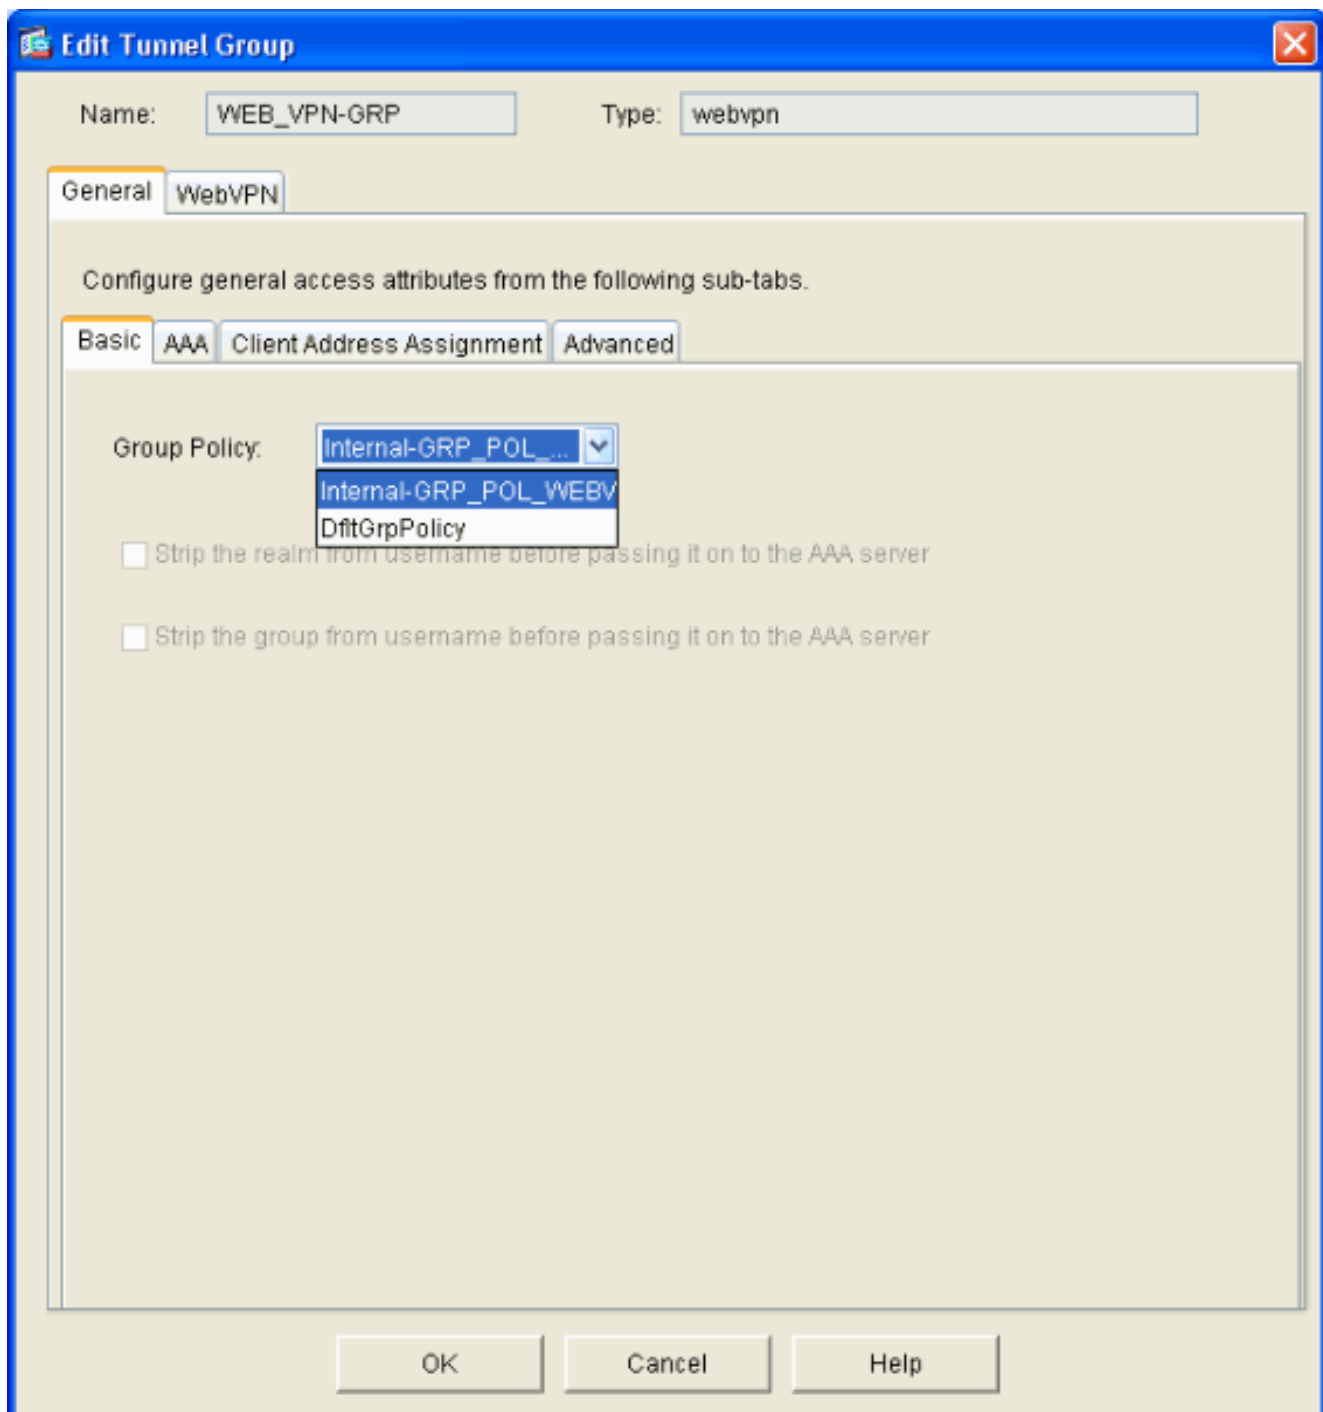 Edit Tunnel Group
Name: WEB_VPN-GRP Type: webvpn
General WebVPN
Configure general access attributes from the following sub-tabs.
Basic AAA Client Address Assignment Advanced
Group Policy: Internal-GRP_POL_...
Internal-GRP_POL_WEBV
DfltGrpPolicy
Strip the realm from username before passing it on to the AAA server
Strip the group from username before passing it on to the AAA server
OK Cancel Help